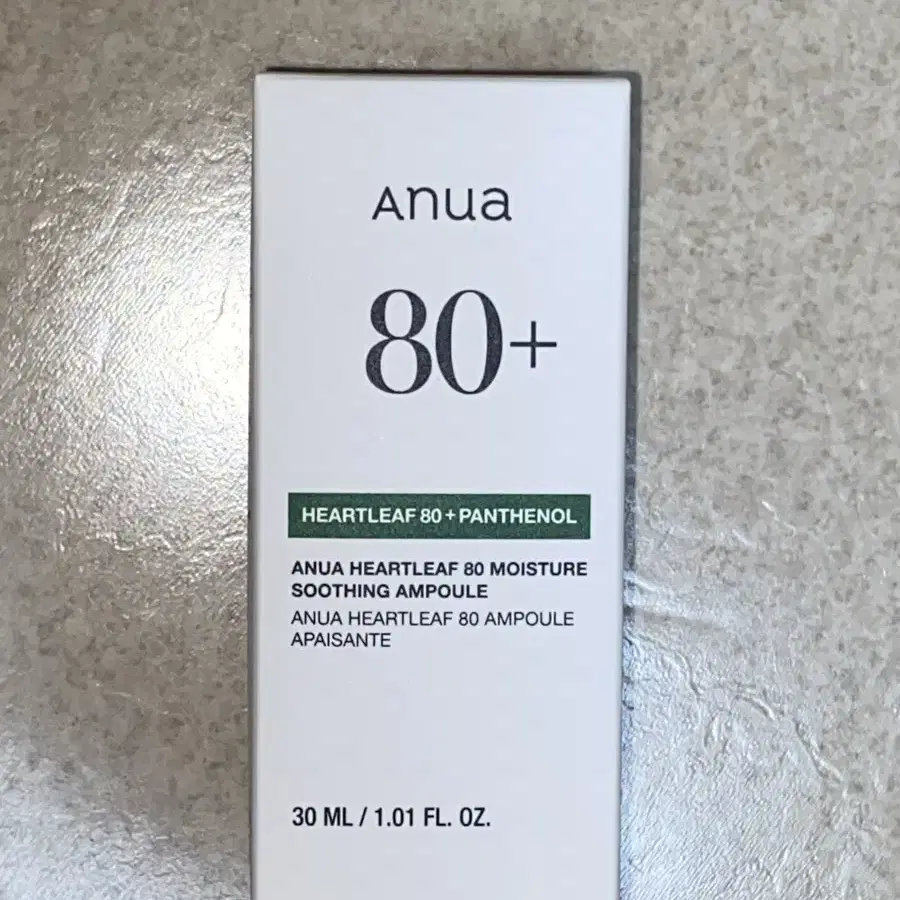 Anua
80+
HEARTLEAF 80 + PANTHENOL
ANUA HEARTLEAF 80 MOISTURE
SOOTHING AMPOULE
ANUA HEARTLEAF 80 AMPOULE
APAISANTE
30 ML / 1.01 FL. OZ.